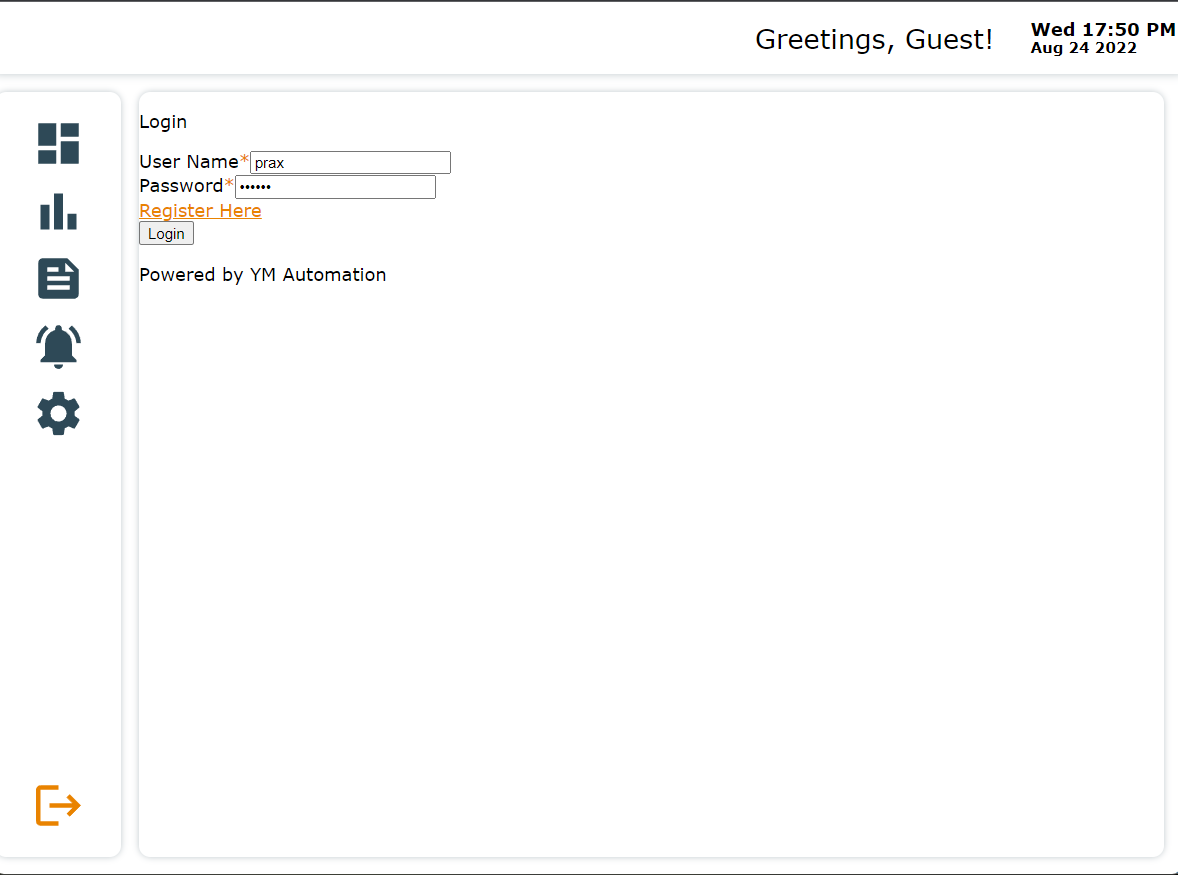 Greetings, Guest!
Wed 17:50 PM
Aug 24 2022
Login
User Name* prax
Password* ••••••
Register Here
Login
Powered by YM Automation